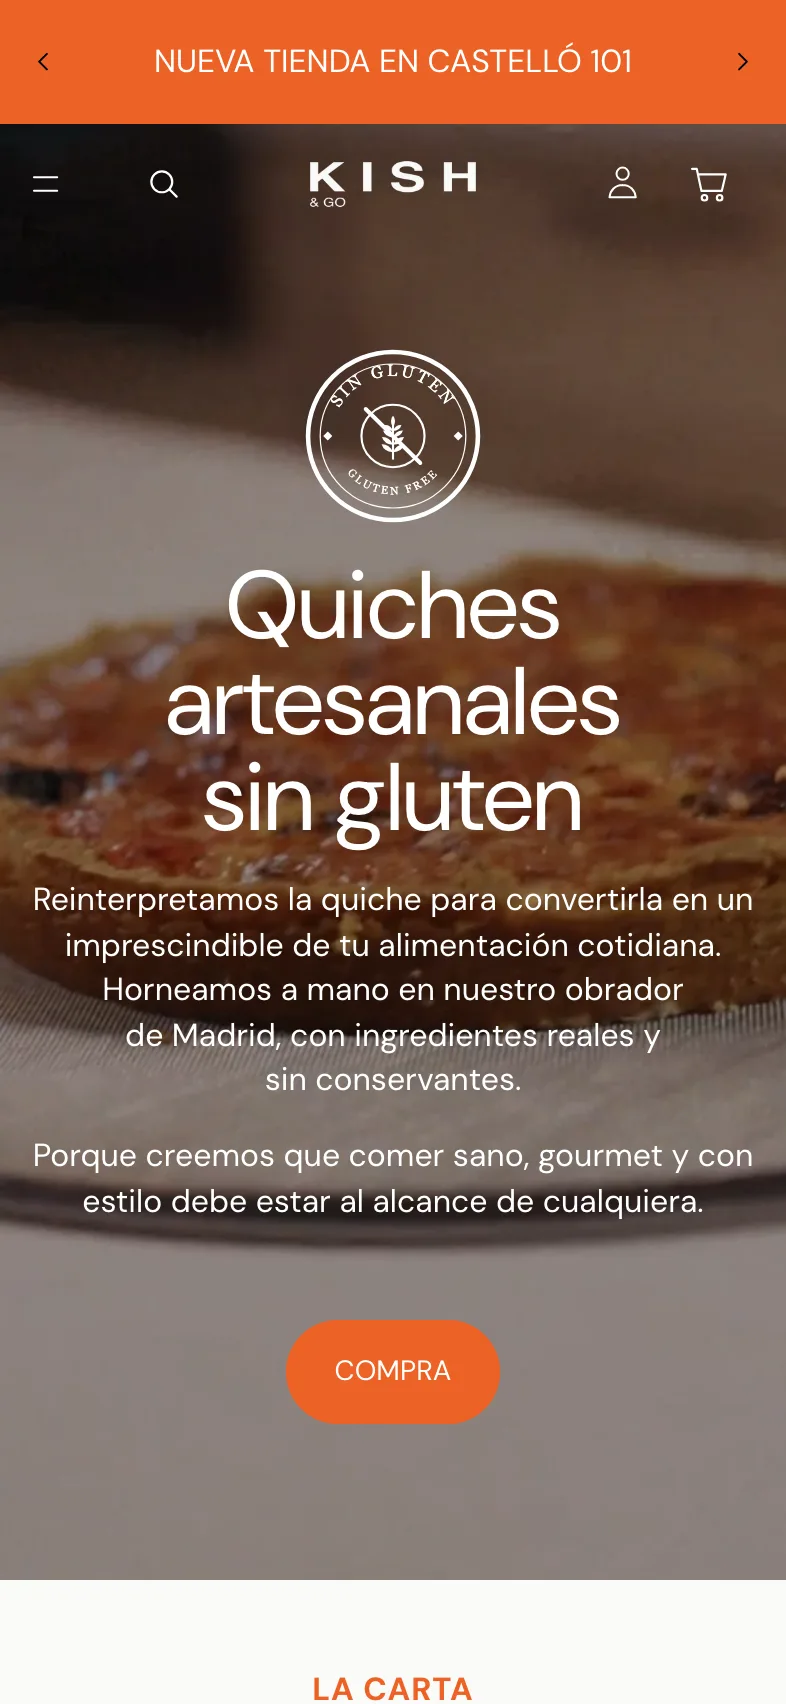 NUEVA TIENDA EN CASTELLÓ 101
KISH
& GO
SIN GLUTEN
GLUTEN FREE
Quiches
artesanales
sin gluten
Reinterpretamos la quiche para convertirla en un
imprescindible de tu alimentación cotidiana.
Horneamos a mano en nuestro obrador
de Madrid, con ingredientes reales y
sin conservantes.
Porque creemos que comer sano, gourmet y con
estilo debe estar al alcance de cualquiera.
COMPRA
LA CARTA